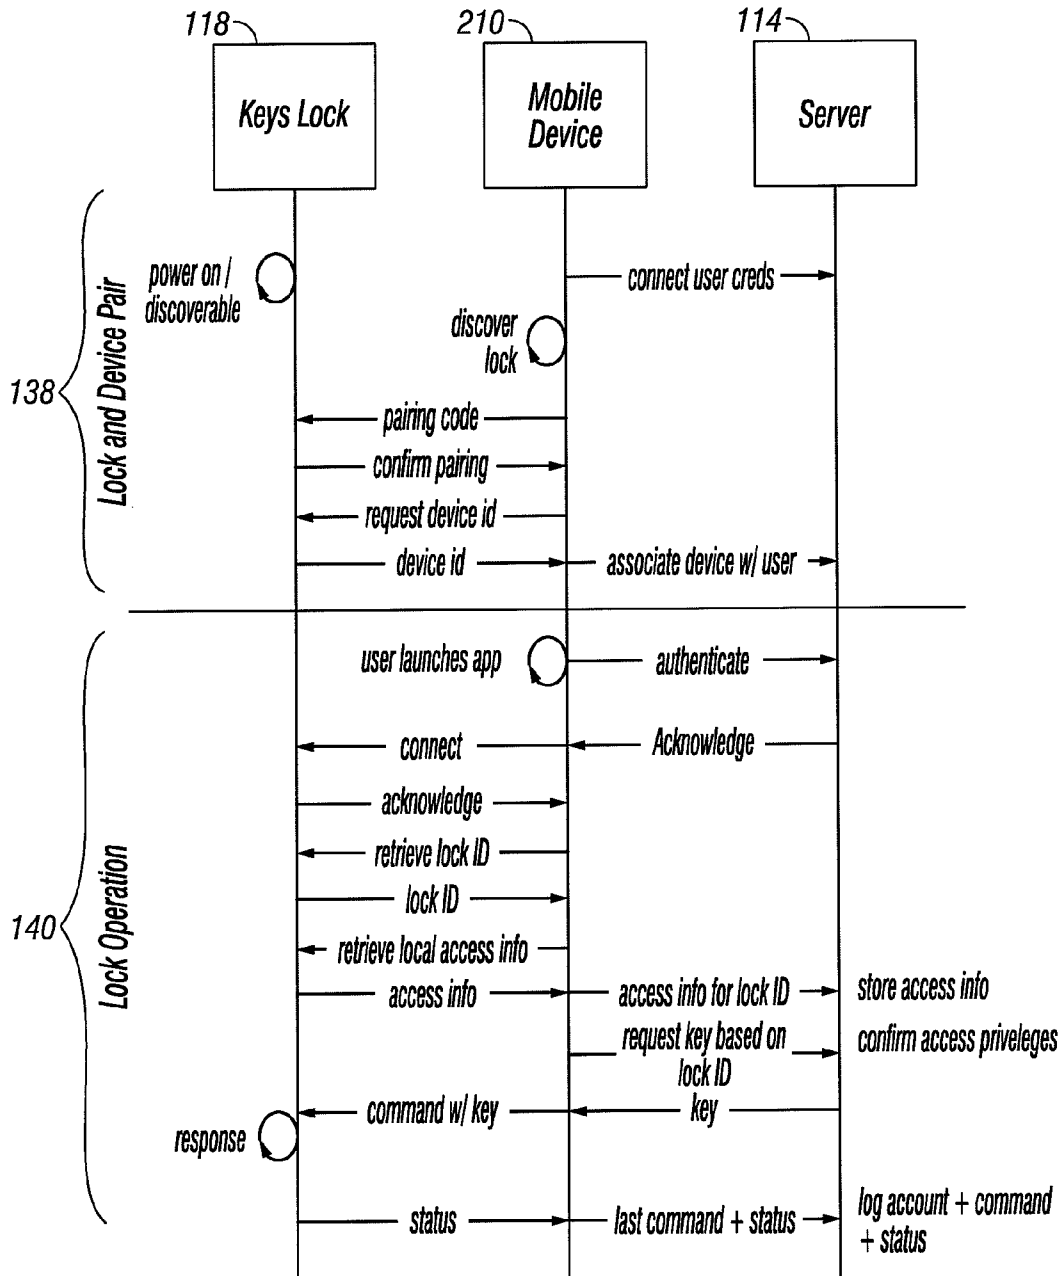 118
210
114
Keys Lock
Mobile
Device
Server
138
Lock and Device Pair
power on /
discoverable
connect user creds
discover
lock
pairing code
confirm pairing
request device id
device id
associate device w/ user
140
Lock Operation
user launches app
authenticate
connect
Acknowledge
acknowledge
retrieve lock ID
lock ID
retrieve local access info
access info
access info for lock ID
store access info
request key based on
lock ID
confirm access priveleges
command w/ key
key
response
status
last command + status
log account + command
+ status